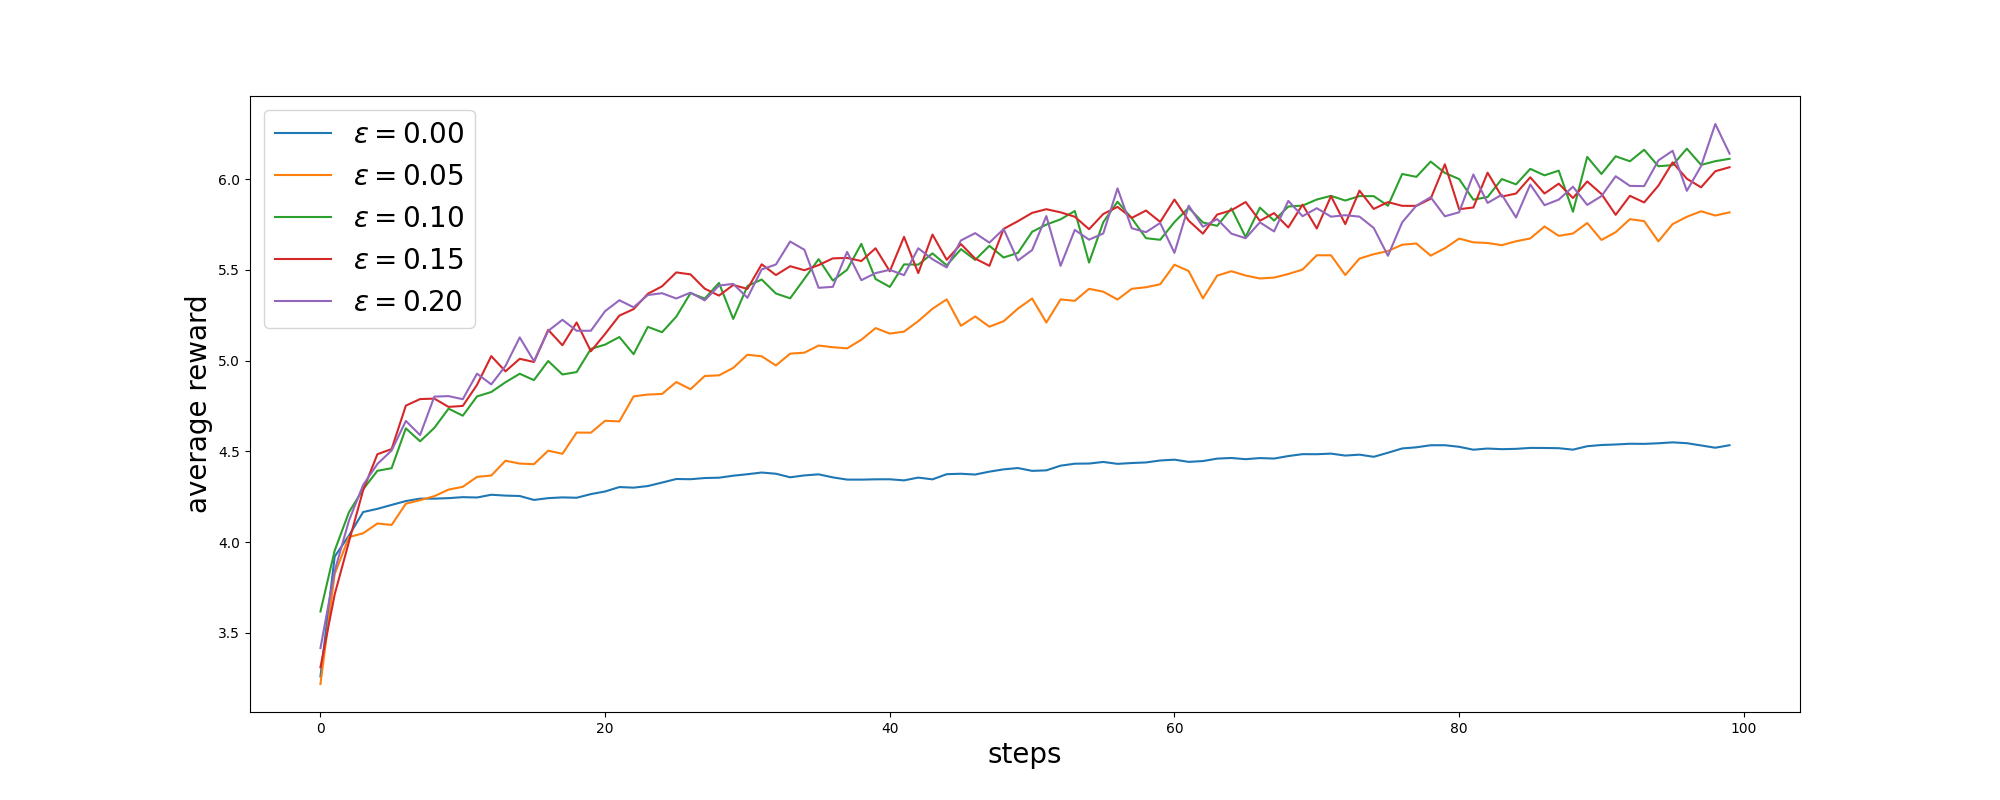 ε = 0.00
ε = 0.05
ε = 0.10
ε = 0.15
ε = 0.20
6.0
5.5
5.0
4.5
4.0
3.5
average reward
0 20 40 60 80 100
steps